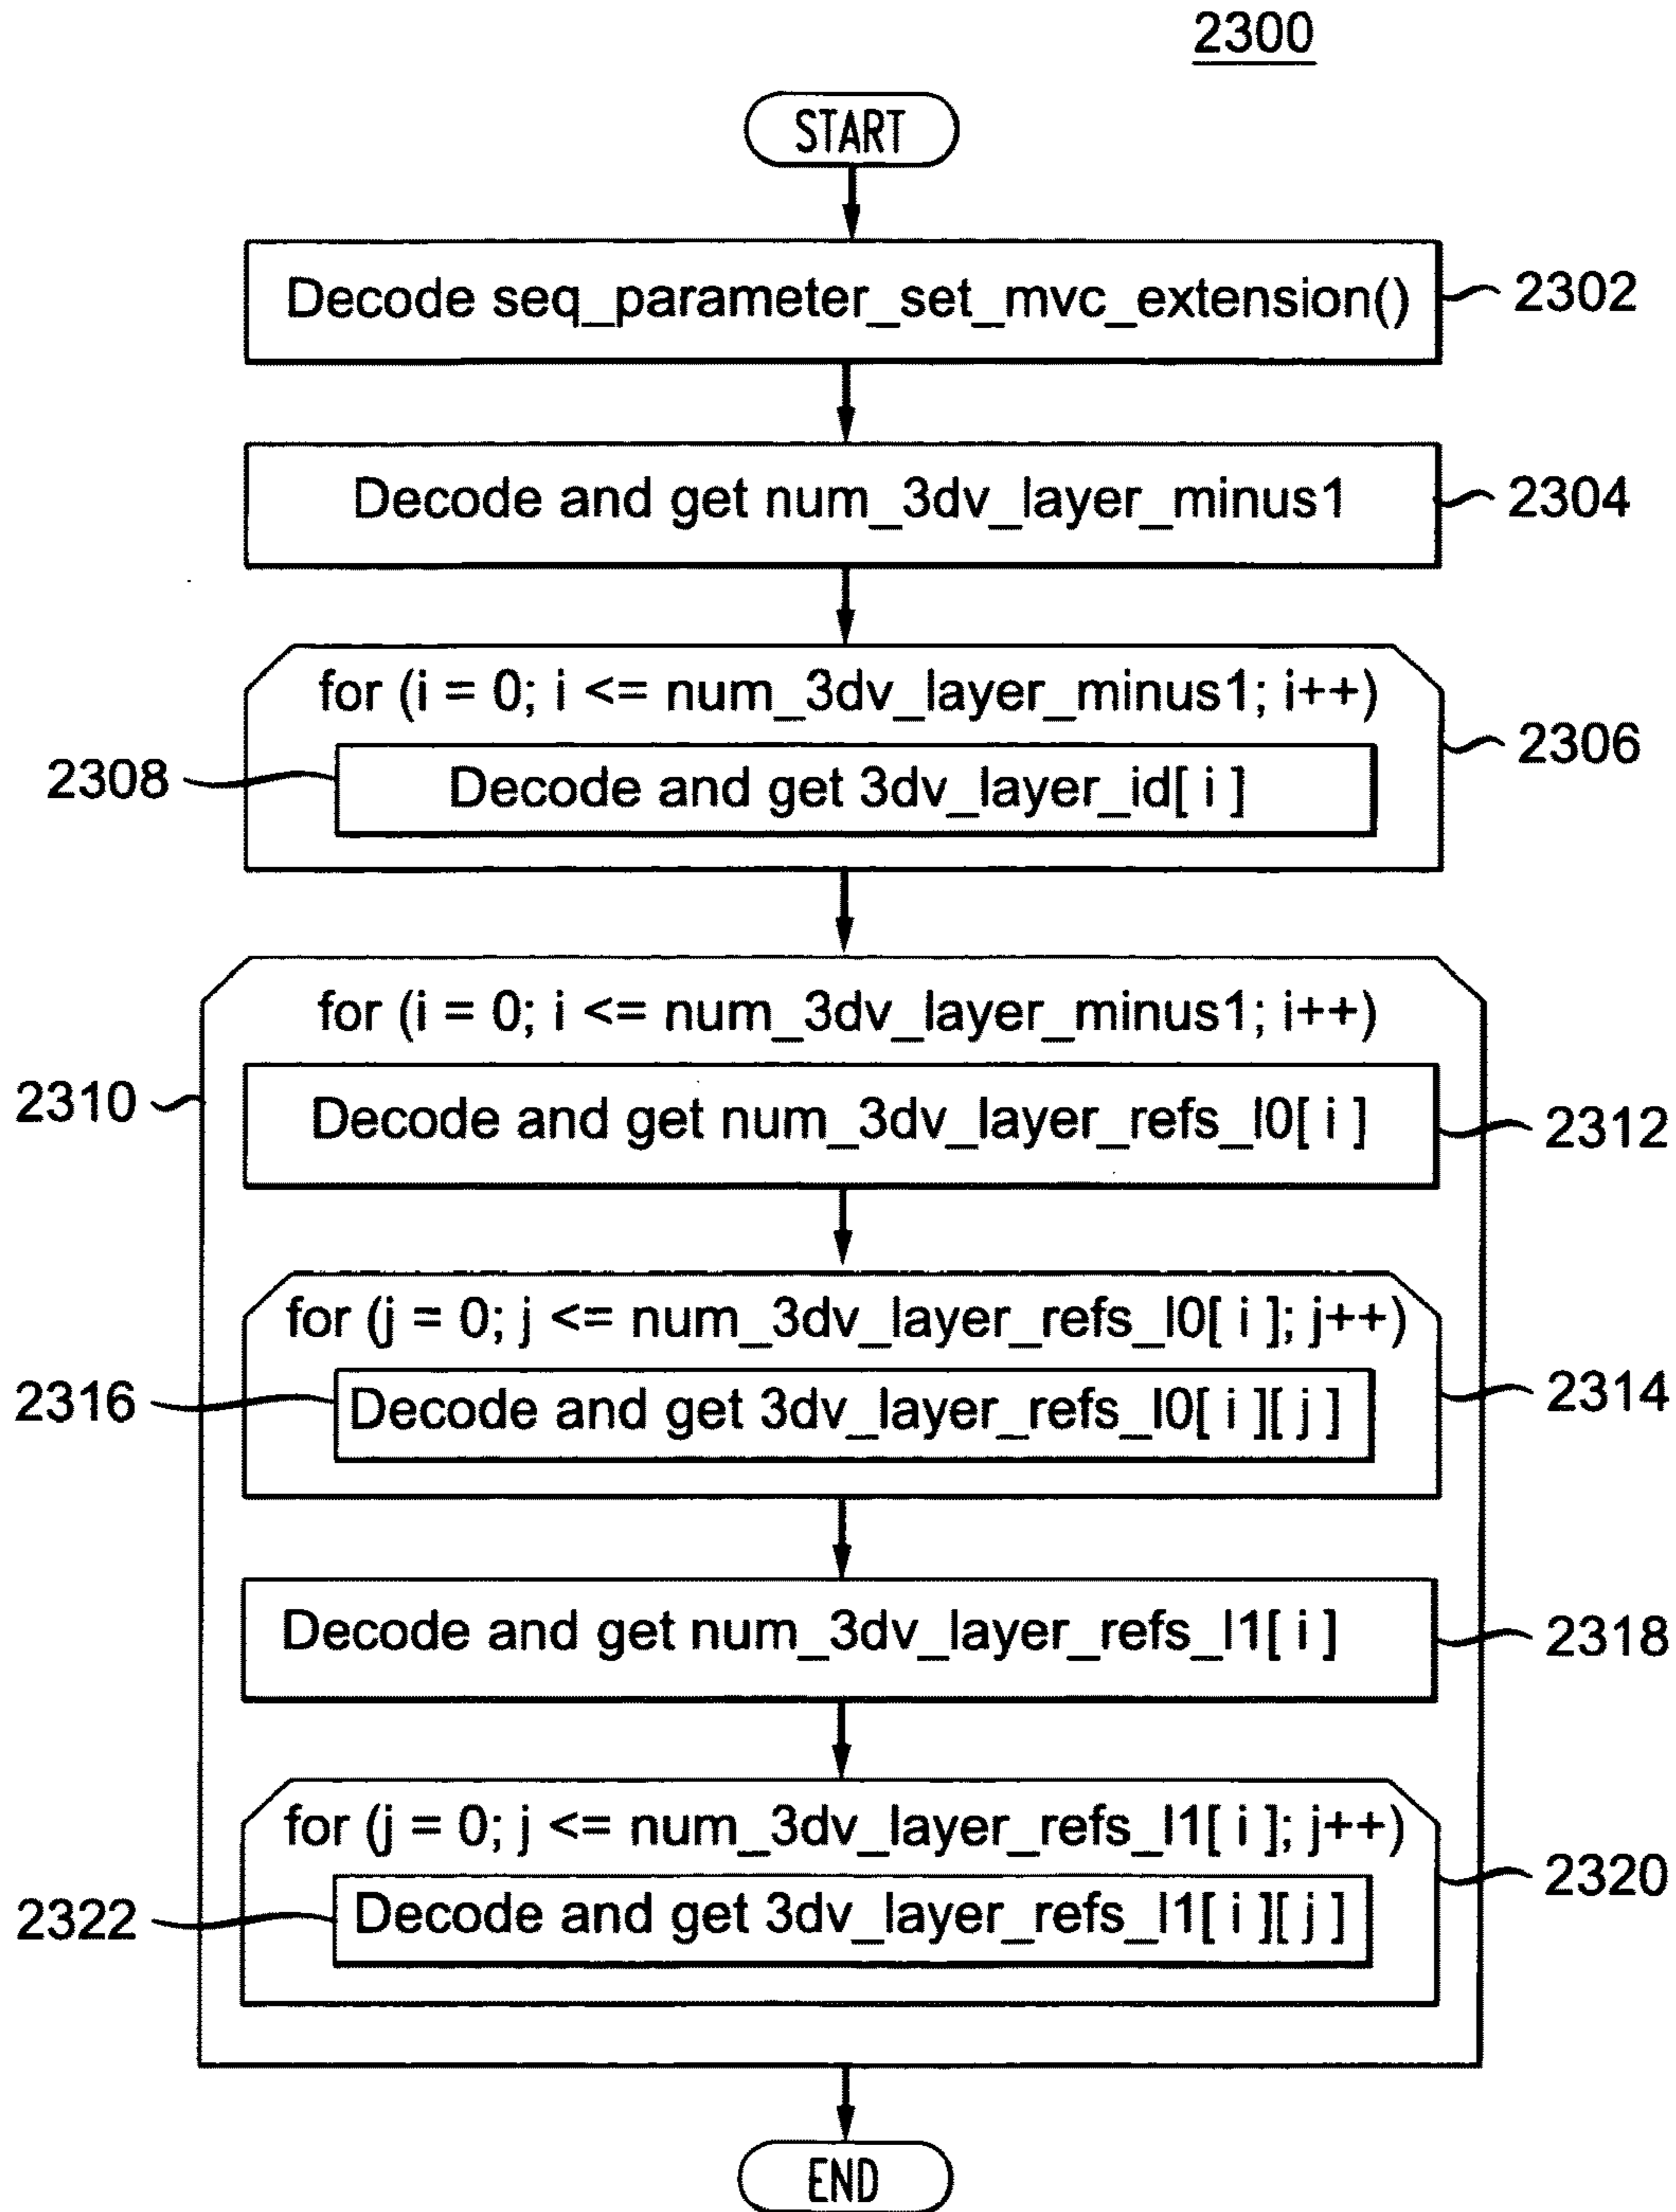 2300
START
Decode seq_parameter_set_mvc_extension()
2302
Decode and get num_3dv_layer_minus1
2304
for (i = 0; i <= num_3dv_layer_minus1; i++)
2306
2308
Decode and get 3dv_layer_id[ i ]
for (i = 0; i <= num_3dv_layer_minus1; i++)
2310
Decode and get num_3dv_layer_refs_l0[ i ]
2312
for (j = 0; j <= num_3dv_layer_refs_l0[ i ]; j++)
2314
2316
Decode and get 3dv_layer_refs_l0[ i ][ j ]
Decode and get num_3dv_layer_refs_l1[ i ]
2318
for (j = 0; j <= num_3dv_layer_refs_l1[ i ]; j++)
2320
2322
Decode and get 3dv_layer_refs_l1[ i ][ j ]
END